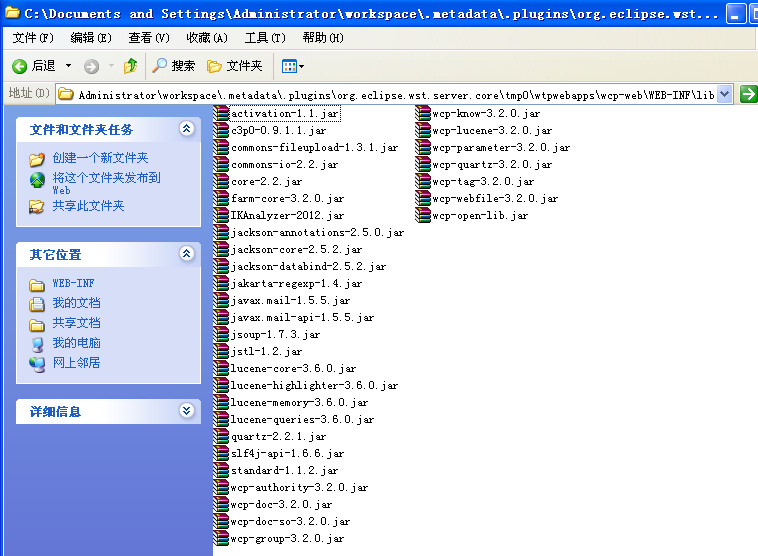 C:\Documents and Settings\Administrator\workspace\.metadata\.plugins\org.eclipse.wst...
文件(F) 编辑(E) 查看(V) 收藏(A) 工具(T) 帮助(H)
后退 搜索 文件夹
地址(D) Administrator\workspace\.metadata\.plugins\org.eclipse.wst.server.core\tmp0\wtpwebapps\wcp-web\WEB-INF\lib
文件和文件夹任务
创建一个新文件夹
将这个文件夹发布到
Web
共享此文件夹
其它位置
WEB-INF
我的文档
共享文档
我的电脑
网上邻居
详细信息
activation-1.1.jar
c3p0-0.9.1.1.jar
commons-fileupload-1.3.1.jar
commons-io-2.2.jar
core-2.2.jar
farm-core-3.2.0.jar
IKAnalyzer-2012.jar
jackson-annotations-2.5.0.jar
jackson-core-2.5.2.jar
jackson-databind-2.5.2.jar
jakarta-regexp-1.4.jar
javax.mail-1.5.5.jar
javax.mail-api-1.5.5.jar
jsoup-1.7.3.jar
jstl-1.2.jar
lucene-core-3.6.0.jar
lucene-highlighter-3.6.0.jar
lucene-memory-3.6.0.jar
lucene-queries-3.6.0.jar
quartz-2.2.1.jar
slf4j-api-1.6.6.jar
standard-1.1.2.jar
wcp-authority-3.2.0.jar
wcp-doc-3.2.0.jar
wcp-doc-so-3.2.0.jar
wcp-group-3.2.0.jar
wcp-know-3.2.0.jar
wcp-lucene-3.2.0.jar
wcp-parameter-3.2.0.jar
wcp-quartz-3.2.0.jar
wcp-tag-3.2.0.jar
wcp-webfile-3.2.0.jar
wcp-open-lib.jar